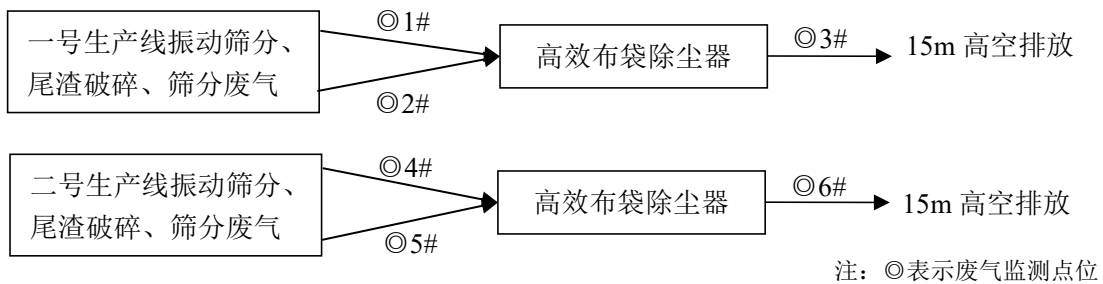 ◎1#
一号生产线振动筛分、
尾渣破碎、筛分废气
◎2#
高效布袋除尘器
◎3#
15m 高空排放
◎4#
二号生产线振动筛分、
尾渣破碎、筛分废气
◎5#
高效布袋除尘器
◎6#
15m 高空排放
注：◎表示废气监测点位